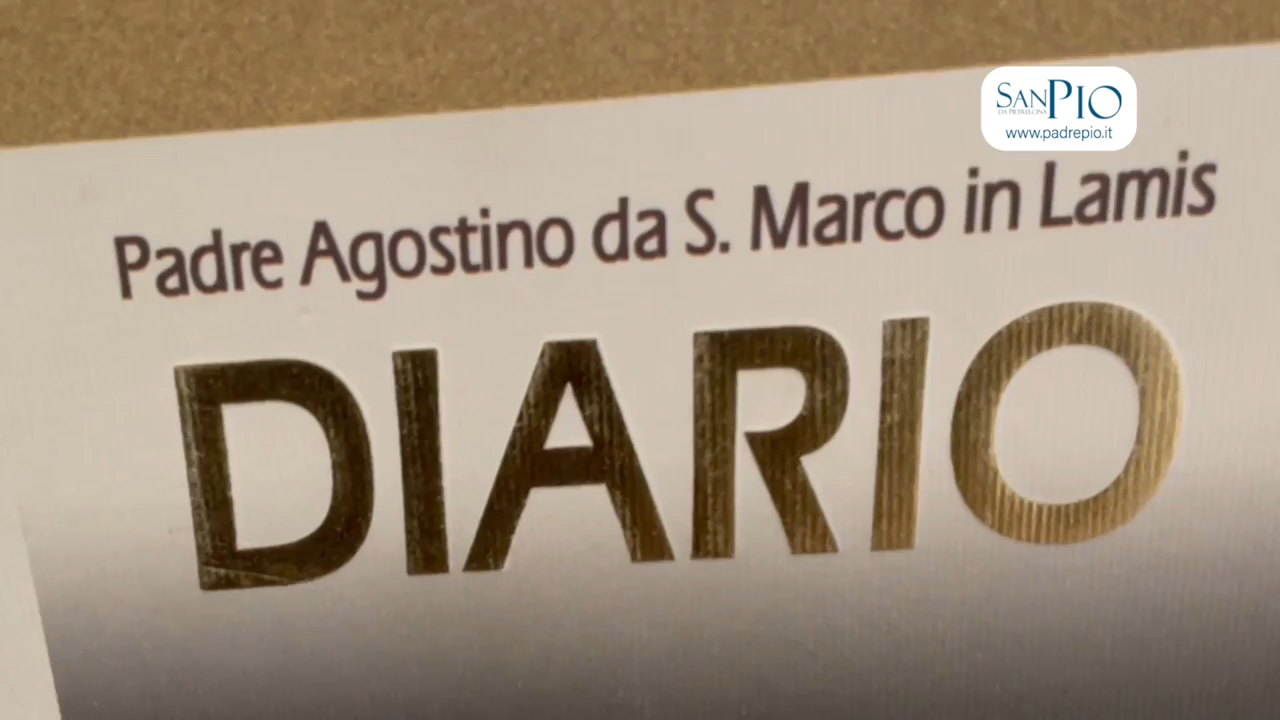 SANPIO
DA PIETRELCINA
www.padrepio.it
Padre Agostino da S. Marco in Lamis
DIARIO